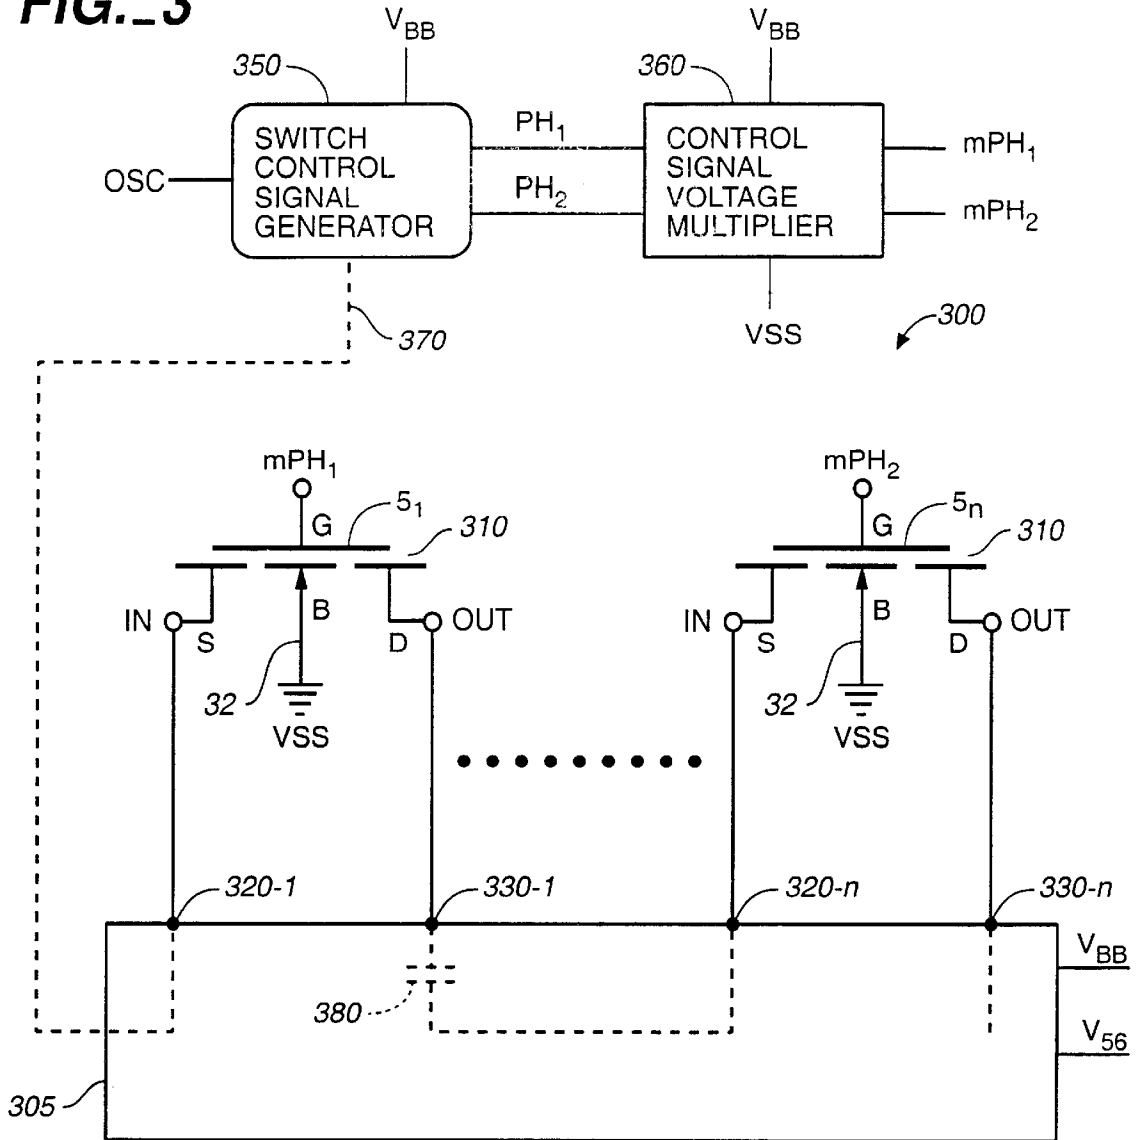 FIG._3
V_BB
V_BB
350
360
SWITCH
CONTROL
SIGNAL
GENERATOR
PH_1
PH_2
CONTROL
SIGNAL
VOLTAGE
MULTIPLIER
mPH_1
mPH_2
OSC
VSS
300
370
mPH_1
mPH_2
G
5_1
310
G
5_n
310
IN
S
B
D
OUT
IN
S
B
D
OUT
32
VSS
32
VSS
320-1
330-1
320-n
330-n
V_BB
380
V_56
305